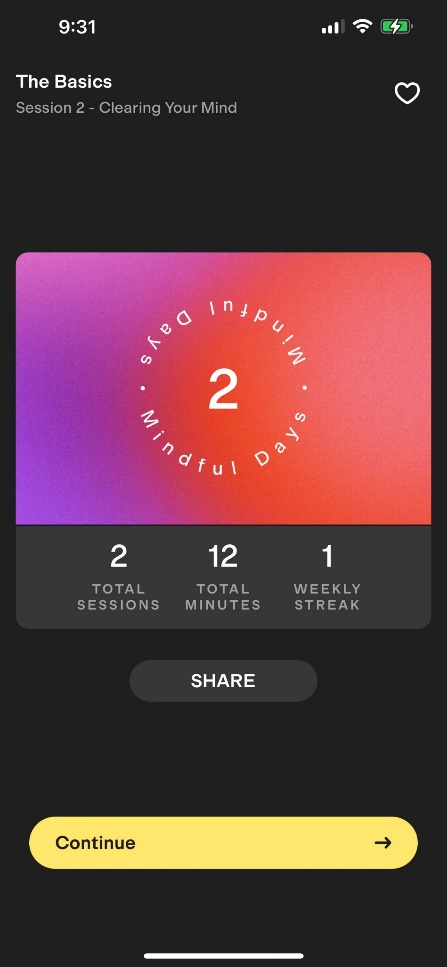 9:31
The Basics
Session 2 - Clearing Your Mind
Mindful Days • Mindful Days •
2
2
12
1
TOTAL
SESSIONS
TOTAL
MINUTES
WEEKLY
STREAK
SHARE
Continue →